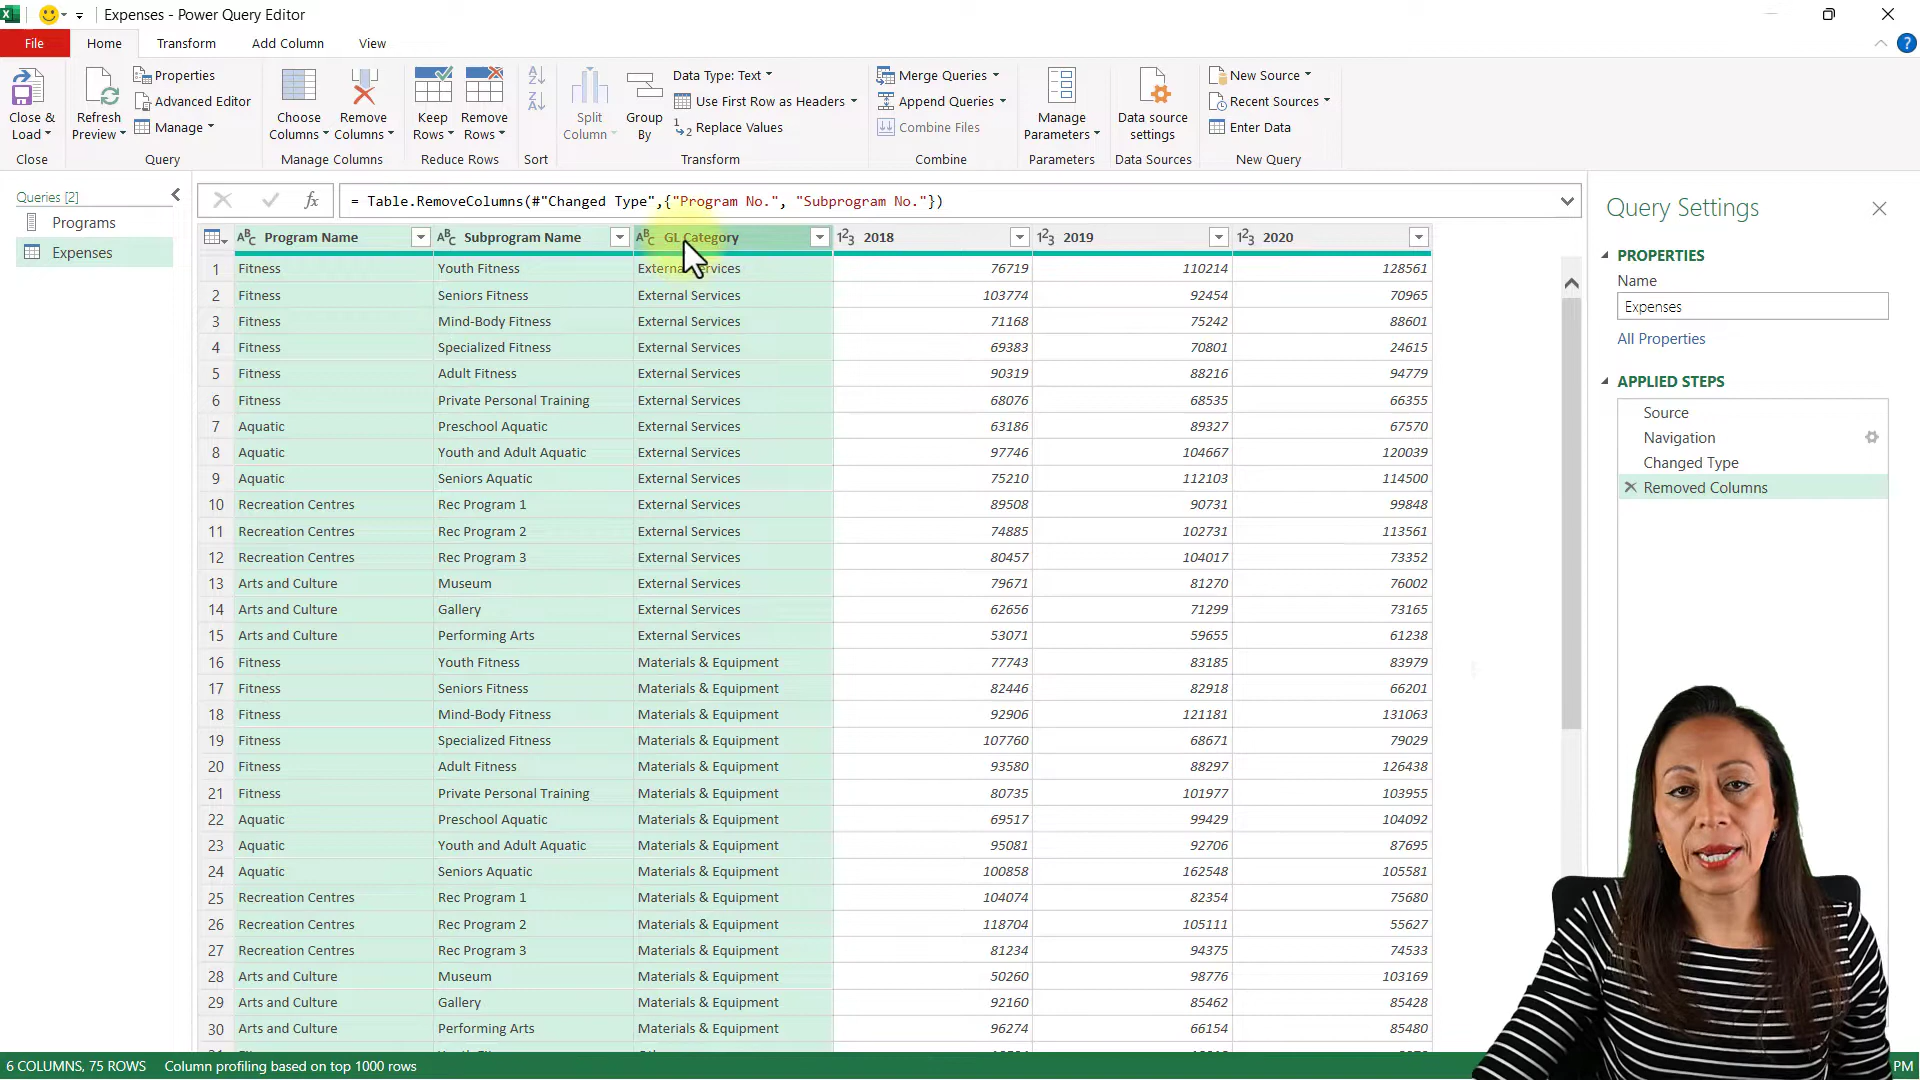 Expenses - Power Query Editor
File Home Transform Add Column View ?
Close & Load Refresh Preview Properties Advanced Editor Manage Choose Columns Remove Columns Keep Rows Remove Rows Split Column Group By Data Type: Text Use First Row as Headers Replace Values Merge Queries Append Queries Combine Files Manage Parameters Data source settings New Source Recent Sources Enter Data
Close Query Manage Columns Reduce Rows Sort Transform Combine Parameters Data Sources New Query
Queries [2]
Programs
Expenses
fx = Table.RemoveColumns(#"Changed Type",{"Program No.", "Subprogram No."})
Program Name Subprogram Name GL Category 2018 2019 2020
1 Fitness Youth Fitness External Services 76719 110214 128561
2 Fitness Seniors Fitness External Services 103774 92454 70965
3 Fitness Mind-Body Fitness External Services 71168 75242 88601
4 Fitness Specialized Fitness External Services 69383 70801 24615
5 Fitness Adult Fitness External Services 90319 88216 94779
6 Fitness Private Personal Training External Services 68076 68535 66355
7 Aquatic Preschool Aquatic External Services 63186 89327 67570
8 Aquatic Youth and Adult Aquatic External Services 97746 104667 120039
9 Aquatic Seniors Aquatic External Services 75210 112103 114500
10 Recreation Centres Rec Program 1 External Services 89508 90731 99848
11 Recreation Centres Rec Program 2 External Services 74885 102731 113561
12 Recreation Centres Rec Program 3 External Services 80457 104017 73352
13 Arts and Culture Museum External Services 79671 81270 76002
14 Arts and Culture Gallery External Services 62656 71299 73165
15 Arts and Culture Performing Arts External Services 53071 59655 61238
16 Fitness Youth Fitness Materials & Equipment 77743 83185 83979
17 Fitness Seniors Fitness Materials & Equipment 82446 82918 66201
18 Fitness Mind-Body Fitness Materials & Equipment 92906 121181 131063
19 Fitness Specialized Fitness Materials & Equipment 107760 68671 79029
20 Fitness Adult Fitness Materials & Equipment 93580 88297 126438
21 Fitness Private Personal Training Materials & Equipment 80735 101977 103955
22 Aquatic Preschool Aquatic Materials & Equipment 69517 99429 104092
23 Aquatic Youth and Adult Aquatic Materials & Equipment 95081 92706 87695
24 Aquatic Seniors Aquatic Materials & Equipment 100858 162548 105581
25 Recreation Centres Rec Program 1 Materials & Equipment 104074 82354 75680
26 Recreation Centres Rec Program 2 Materials & Equipment 118704 105111 55627
27 Recreation Centres Rec Program 3 Materials & Equipment 81234 94375 74533
28 Arts and Culture Museum Materials & Equipment 50260 98776 103169
29 Arts and Culture Gallery Materials & Equipment 92160 85462 85428
30 Arts and Culture Performing Arts Materials & Equipment 96274 66154 85480
Query Settings
PROPERTIES
Name
Expenses
All Properties
APPLIED STEPS
Source
Navigation
Changed Type
Removed Columns
6 COLUMNS, 75 ROWS Column profiling based on top 1000 rows PM